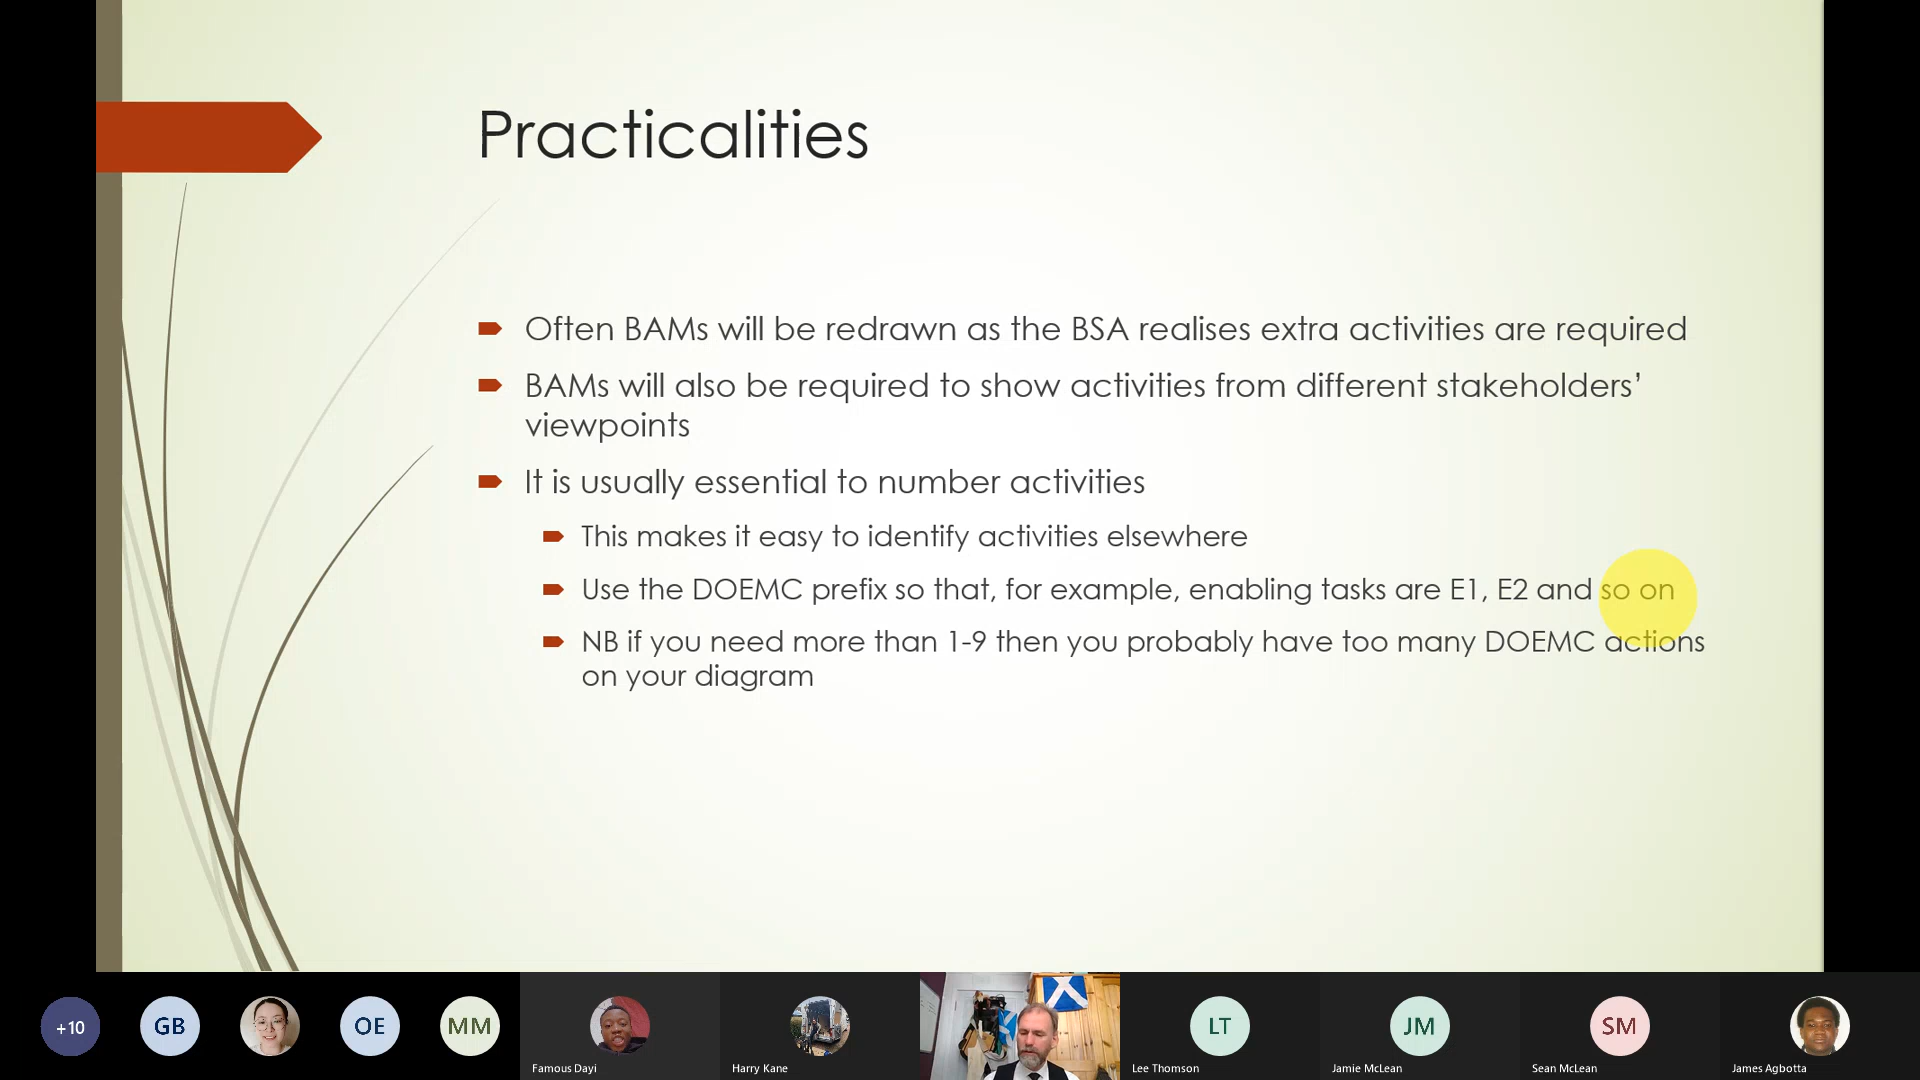 Practicalities
Often BAMs will be redrawn as the BSA realises extra activities are required
BAMs will also be required to show activities from different stakeholders’
viewpoints
It is usually essential to number activities
This makes it easy to identify activities elsewhere
Use the DOEMC prefix so that, for example, enabling tasks are E1, E2 and so on
NB if you need more than 1-9 then you probably have too many DOEMC actions
on your diagram
+10
GB
OE
MM
Famous Dayi
Harry Kane
LT
Lee Thomson
JM
Jamie McLean
SM
Sean McLean
James Agbotta